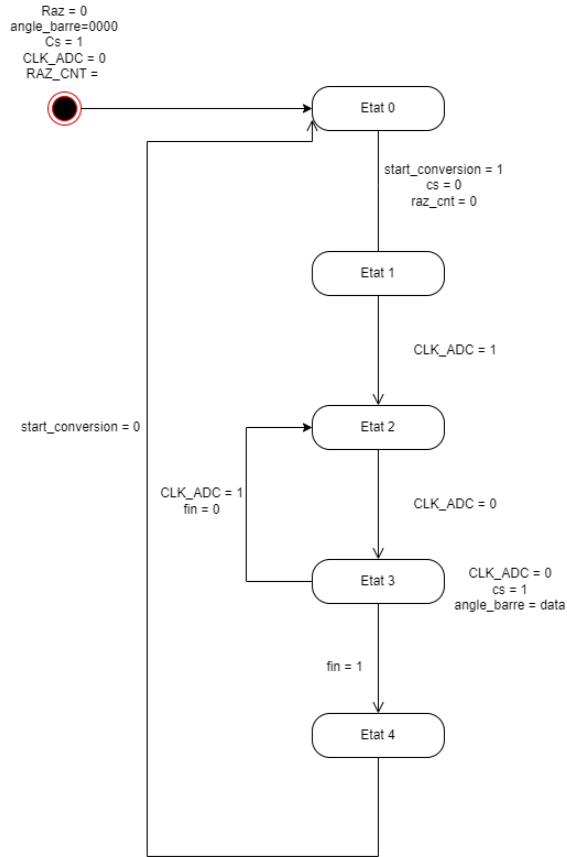 Raz = 0
angle_barre=0000
Cs = 1
CLK_ADC = 0
RAZ_CNT =
Etat 0
start_conversion = 1
cs = 0
raz_cnt = 0
Etat 1
CLK_ADC = 1
start_conversion = 0
Etat 2
CLK_ADC = 1
fin = 0
CLK_ADC = 0
Etat 3
CLK_ADC = 0
cs = 1
angle_barre = data
fin = 1
Etat 4